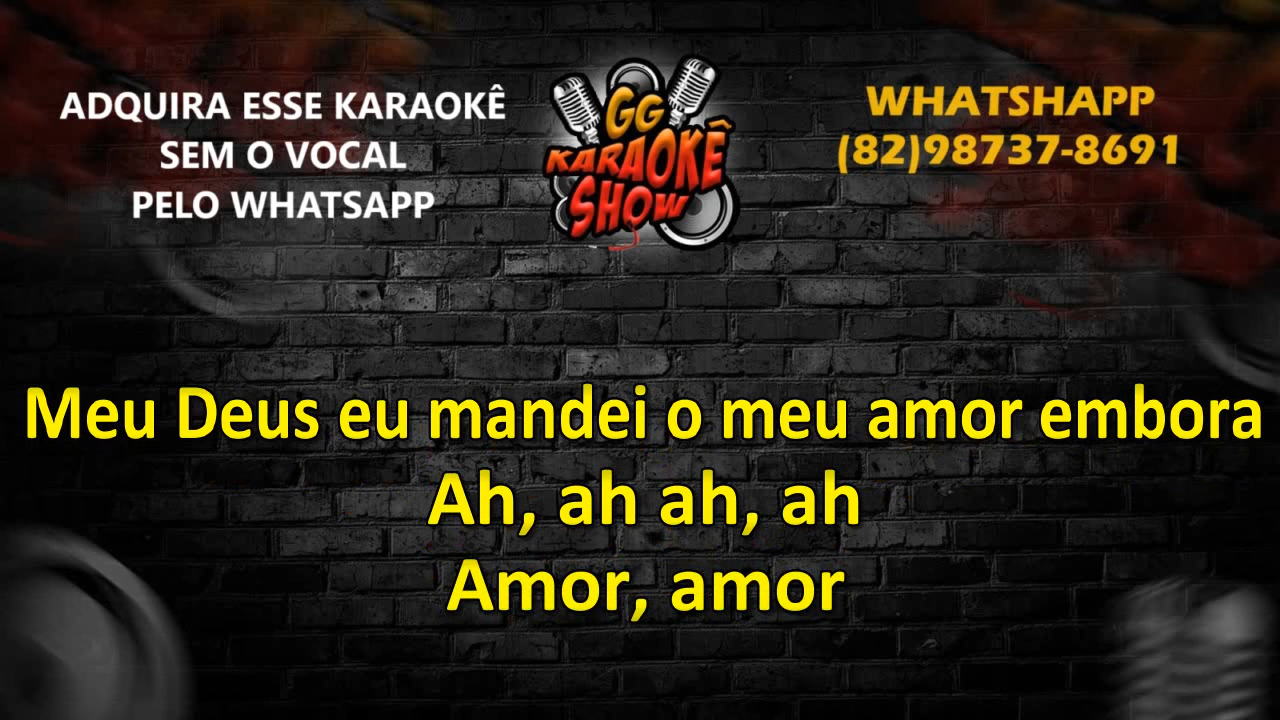 ADQUIRA ESSE KARAOKÊ
SEM O VOCAL
PELO WHATSAPP
GG
KARAOKÊ
SHOW
WHATSHAPP
(82)98737-8691
Meu Deus eu mandei o meu amor embora
Ah, ah ah, ah
Amor, amor